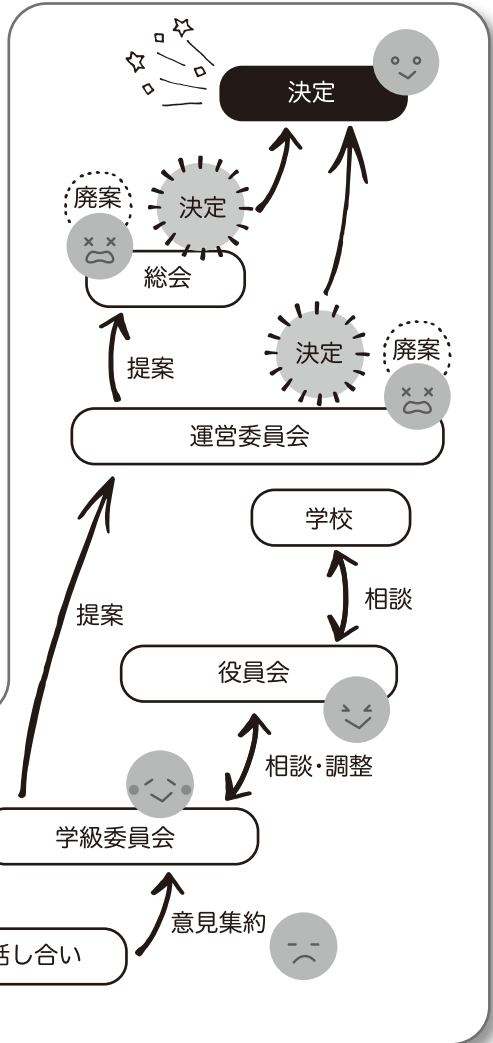 決定
廃案
決定
総会
提案
決定
廃案
運営委員会
学校
提案
相談
役員会
相談・調整
学級委員会
意見集約
話し合い